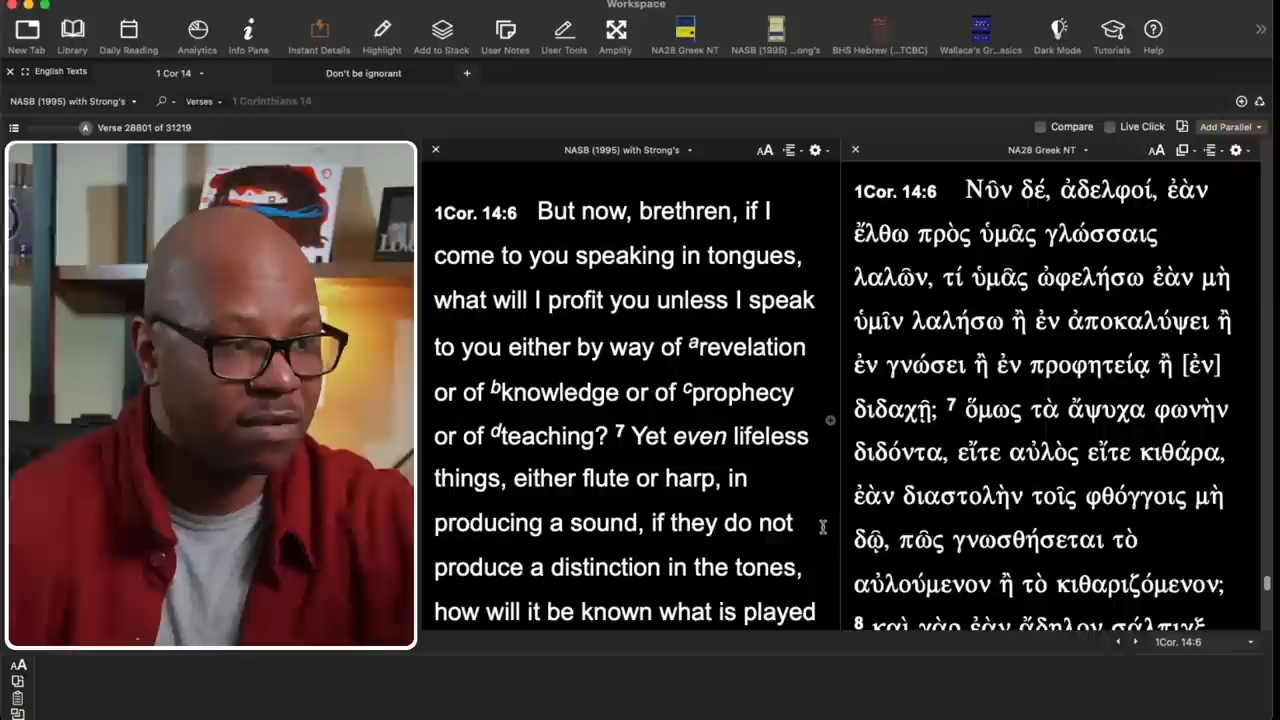 Workspace
New Tab
Library
Daily Reading
Analytics
Info Pane
Instant Details
Highlight
Add to Stack
User Notes
User Tools
Amplify
NA28 Greek NT
NASB (1995) ...ong's
BHS Hebrew (...TCBC)
Wallace's Gr...asics
Dark Mode
Tutorials
Help
English Texts
1 Cor 14
Don't be ignorant
NASB (1995) with Strong's
Verses
1 Corinthians 14
Verse 28801 of 31219
Compare
Live Click
Add Parallel
NASB (1995) with Strong's
1Cor. 14:6 But now, brethren, if I
come to you speaking in tongues,
what will I profit you unless I speak
to you either by way of arevelation
or of bknowledge or of cprophecy
or of dteaching? 7 Yet even lifeless
things, either flute or harp, in
producing a sound, if they do not
produce a distinction in the tones,
how will it be known what is played
NA28 Greek NT
1Cor. 14:6 Νῦν δέ, ἀδελφοί, ἐὰν
ἔλθω πρὸς ὑμᾶς γλώσσαις
λαλῶν, τί ὑμᾶς ὠφελήσω ἐὰν μὴ
ὑμῖν λαλήσω ἢ ἐν ἀποκαλύψει ἢ
ἐν γνώσει ἢ ἐν προφητείᾳ ἢ [ἐν]
διδαχῇ; 7 ὅμως τὰ ἄψυχα φωνὴν
διδόντα, εἴτε αὐλὸς εἴτε κιθάρα,
ἐὰν διαστολὴν τοῖς φθόγγοις μὴ
δῷ, πῶς γνωσθήσεται τὸ
αὐλούμενον ἢ τὸ κιθαριζόμενον;
8 καὶ γὰρ ἐὰν ἄδηλον σάλπιγξ
1Cor. 14:6